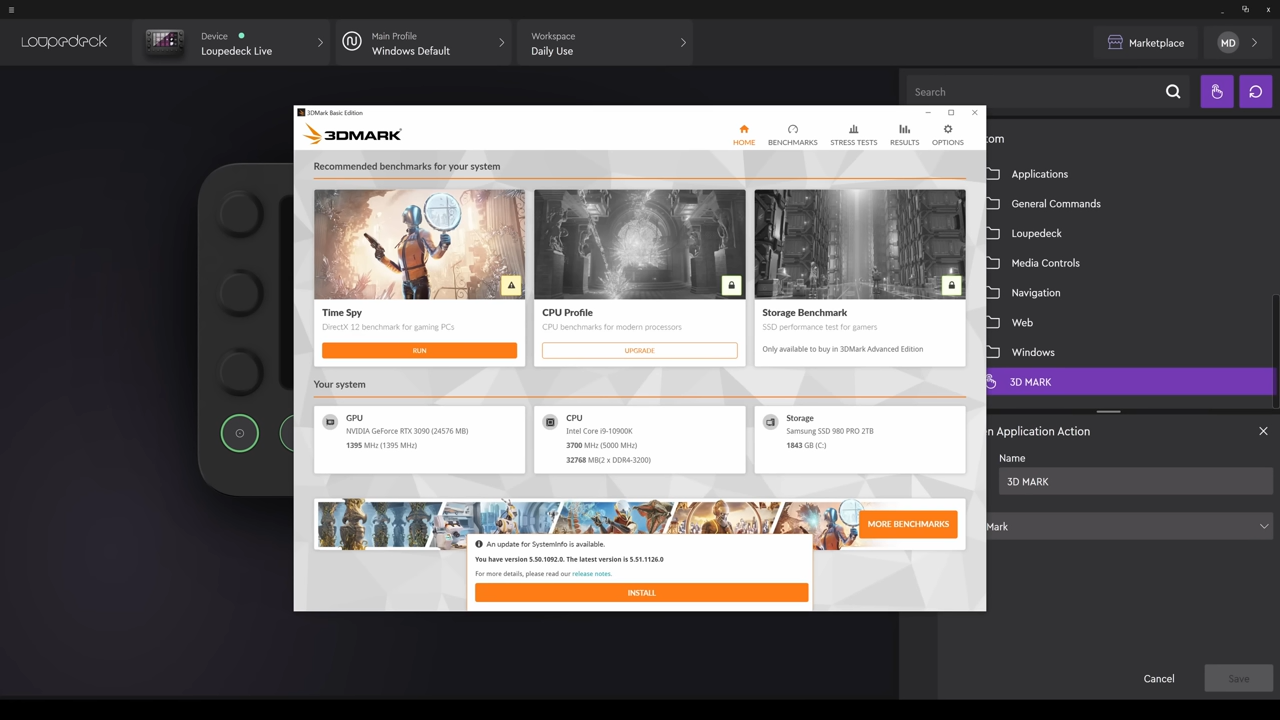 Loupedeck
Device
Loupedeck Live
Main Profile
Windows Default
Workspace
Daily Use
Marketplace
MD
Search
3DMark Basic Edition
3DMARK
HOME
BENCHMARKS
STRESS TESTS
RESULTS
OPTIONS
Recommended benchmarks for your system
Time Spy
DirectX 12 benchmark for gaming PCs
RUN
CPU Profile
CPU benchmarks for modern processors
UPGRADE
Storage Benchmark
SSD performance test for gamers
Only available to buy in 3DMark Advanced Edition
Your system
GPU
NVIDIA GeForce RTX 3090 (24576 MB)
1395 MHz (1395 MHz)
CPU
Intel Core i9-10900K
3700 MHz (5000 MHz)
32768 MB(2 x DDR4-3200)
Storage
Samsung SSD 980 PRO 2TB
1843 GB (C:)
MORE BENCHMARKS
An update for SystemInfo is available.
You have version 5.50.1092.0. The latest version is 5.51.1126.0
For more details, please read our release notes.
INSTALL
tom
Applications
General Commands
Loupedeck
Media Controls
Navigation
Web
Windows
3D MARK
n Application Action
Name
3D MARK
Mark
Cancel
Save